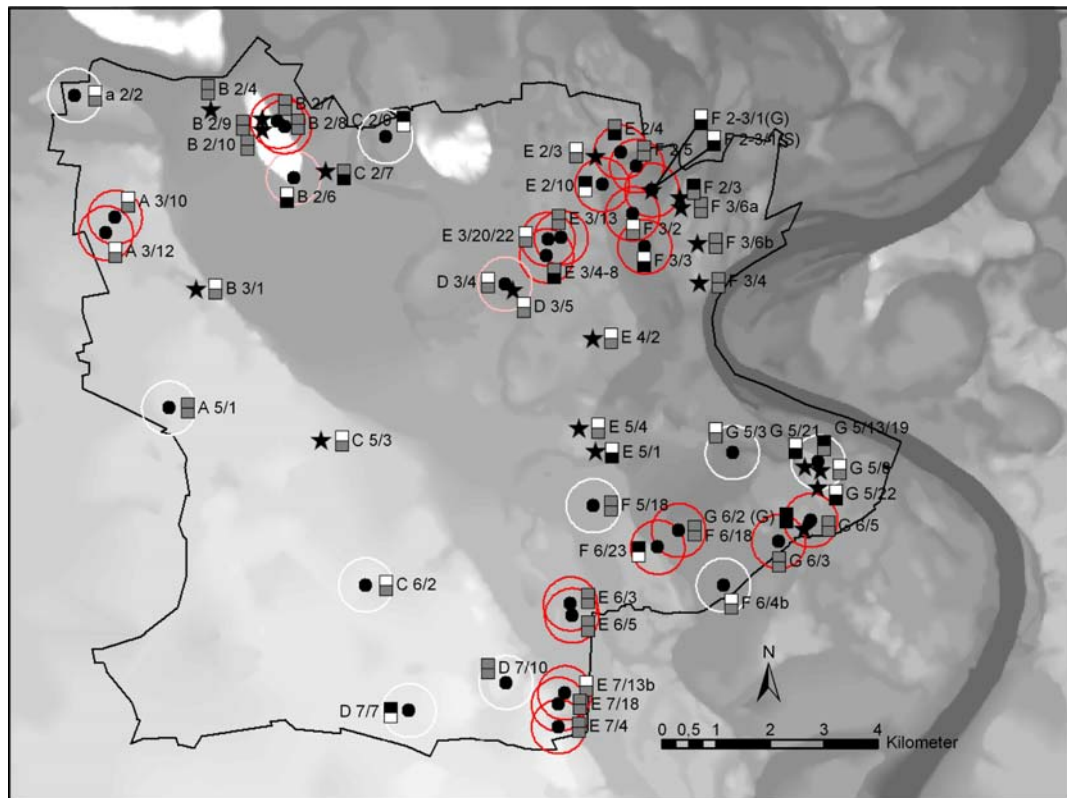 a 2/2
B 2/4
B 2/7
B 2/9
B 2/8
B 2/10
C 2/6
C 2/7
B 2/6
E 2/4
F 2-3/1(G)
F 2-3/1(S)
E 2/3
F 2/5
E 2/10
F 2/3
F 3/6a
A 3/10
A 3/12
E 3/13
E 3/20/22
F 3/2
F 3/6b
F 3/3
E 3/4-8
F 3/4
D 3/4
D 3/5
B 3/1
E 4/2
A 5/1
C 5/3
E 5/4
E 5/1
G 5/3
G 5/21
G 5/13/19
G 5/8
G 5/22
F 5/18
G 6/2 (G)
F 6/18
G 6/5
F 6/23
G 6/3
C 6/2
E 6/3
F 6/4b
E 6/5
N
D 7/10
E 7/13b
E 7/18
D 7/7
E 7/4
0 0,5 1 2 3 4
Kilometer